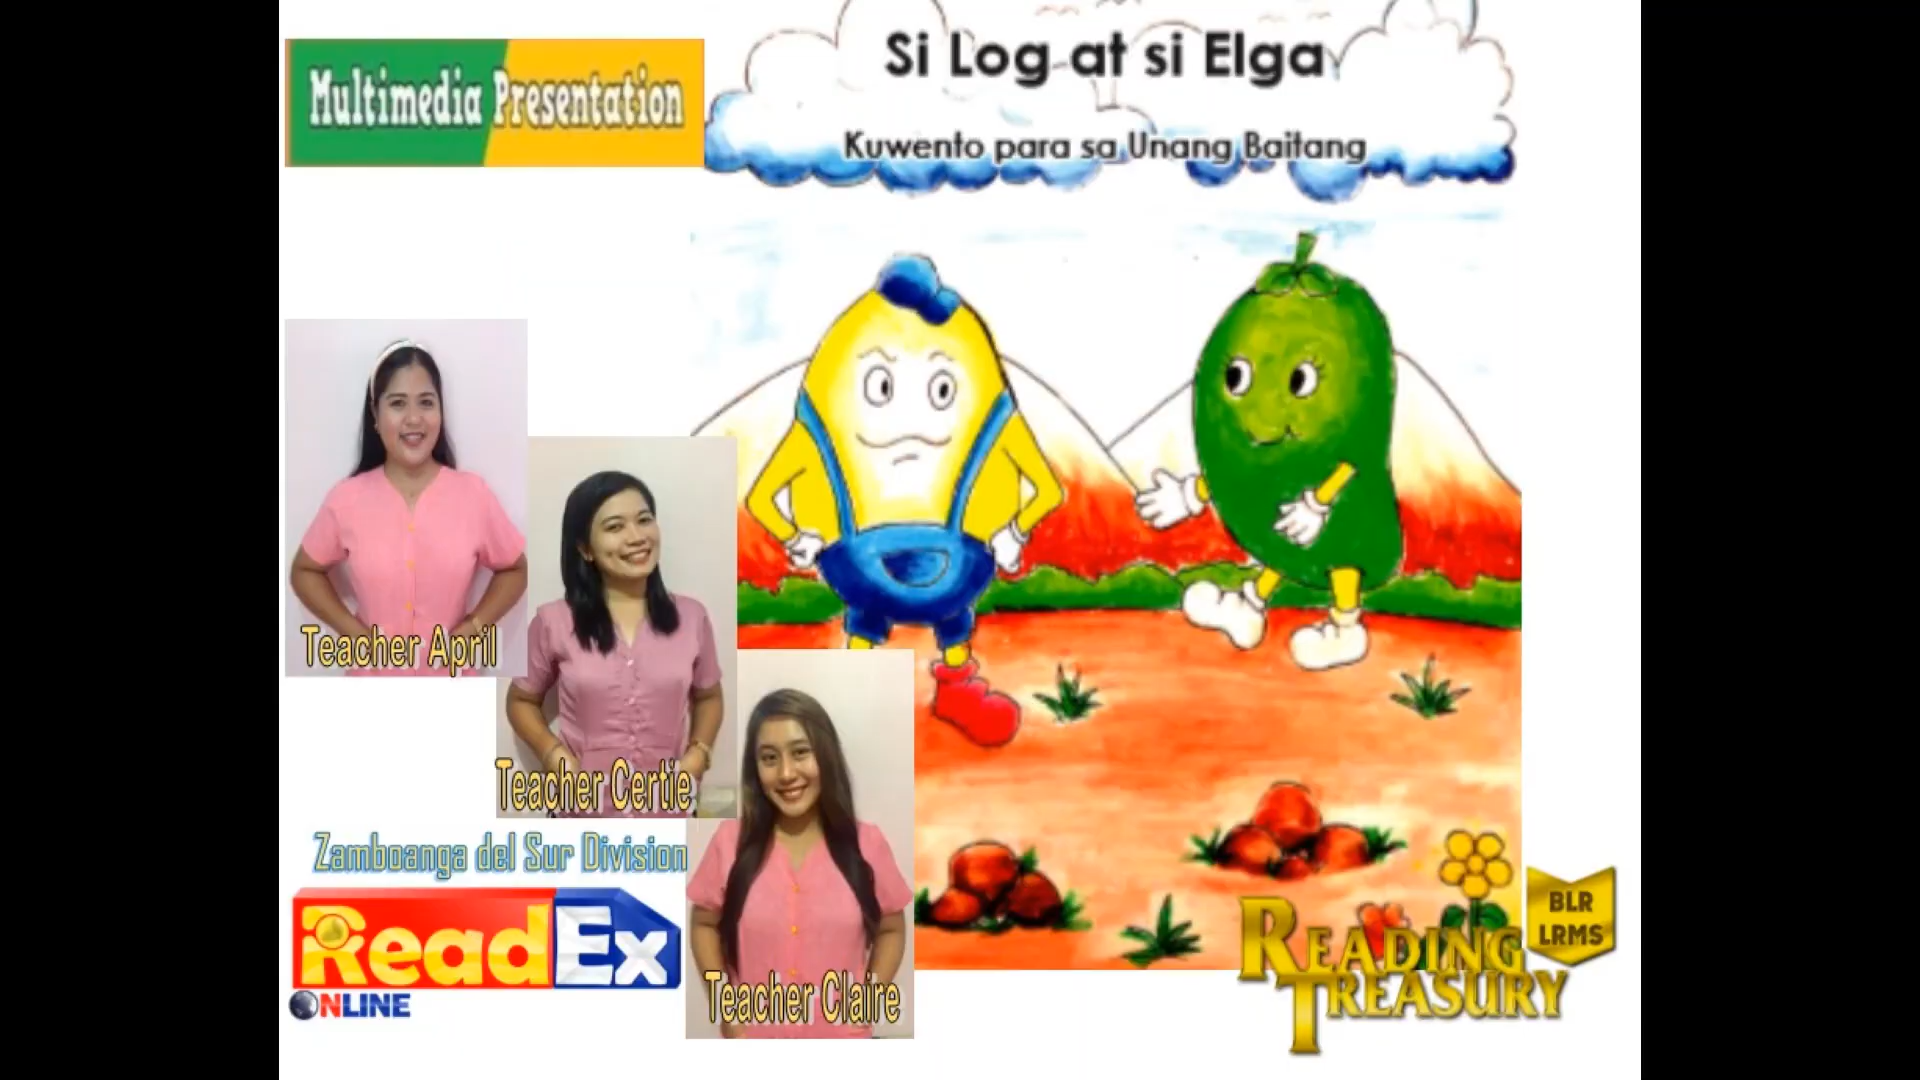 Multimedia Presentation
Si Log at si Elga
Kuwento para sa Unang Baitang
Teacher April
Teacher Certie
Teacher Claire
Zamboanga del Sur Division
ReadEx
ONLINE
READING
TREASURY
BLR
LRMS